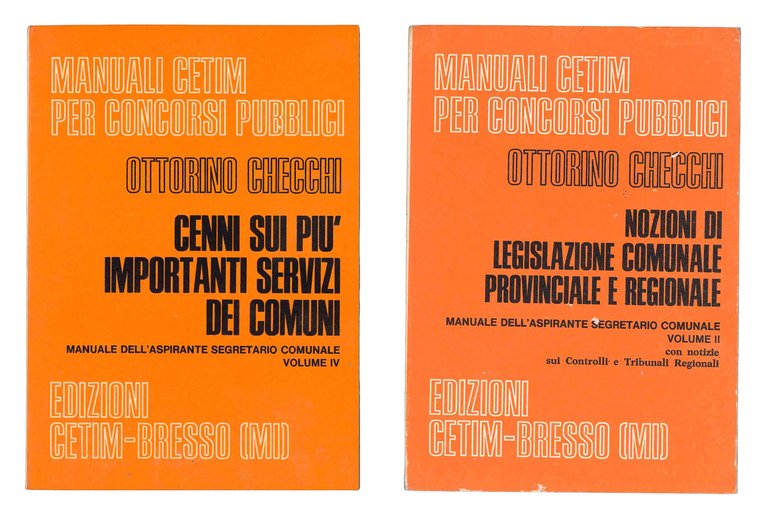 MANUALI CETIM
PER CONCORSI PUBBLICI
OTTORINO CHECCHI
CENNI SUI PIU'
IMPORTANTI SERVIZI
DEI COMUNI
MANUALE DELL'ASPIRANTE SEGRETARIO COMUNALE
VOLUME IV
EDIZIONI
CETIM-BRESSO (MI)
MANUALI CETIM
PER CONCORSI PUBBLICI
OTTORINO CHECCHI
NOZIONI DI
LEGISLAZIONE COMUNALE
PROVINCIALE E REGIONALE
MANUALE DELL'ASPIRANTE SEGRETARIO COMUNALE
VOLUME II
con notizie
sui Controlli e Tribunali Regionali
EDIZIONI
CETIM-BRESSO (MI)